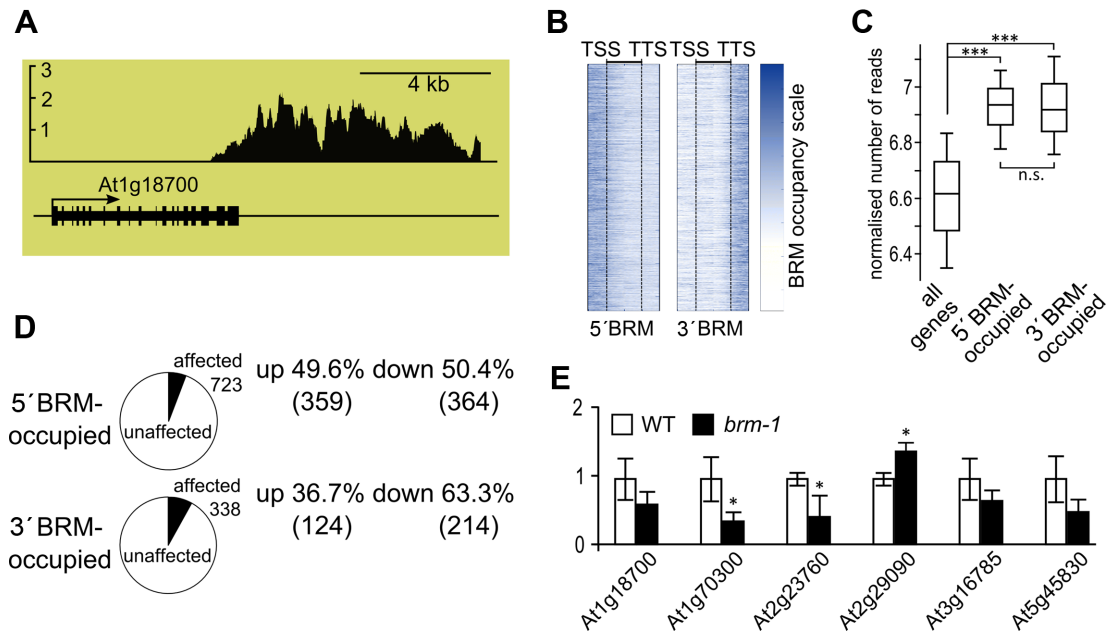 A
3
2
1
4 kb
At1g18700
B
TSS TTS TSS TTS
5´BRM
3´BRM
BRM occupancy scale
C
normalised number of reads
7
6.8
6.6
6.4
***
***
n.s.
all genes
5´ BRM-occupied
3´ BRM-occupied
D
5´BRM-
occupied
affected
723
unaffected
up 49.6% down 50.4%
(359) (364)
3´BRM-
occupied
affected
338
unaffected
up 36.7% down 63.3%
(124) (214)
E
2
1
0
WT brm-1
*
*
*
At1g18700
At1g70300
At2g23760
At2g29090
At3g16785
At5g45830